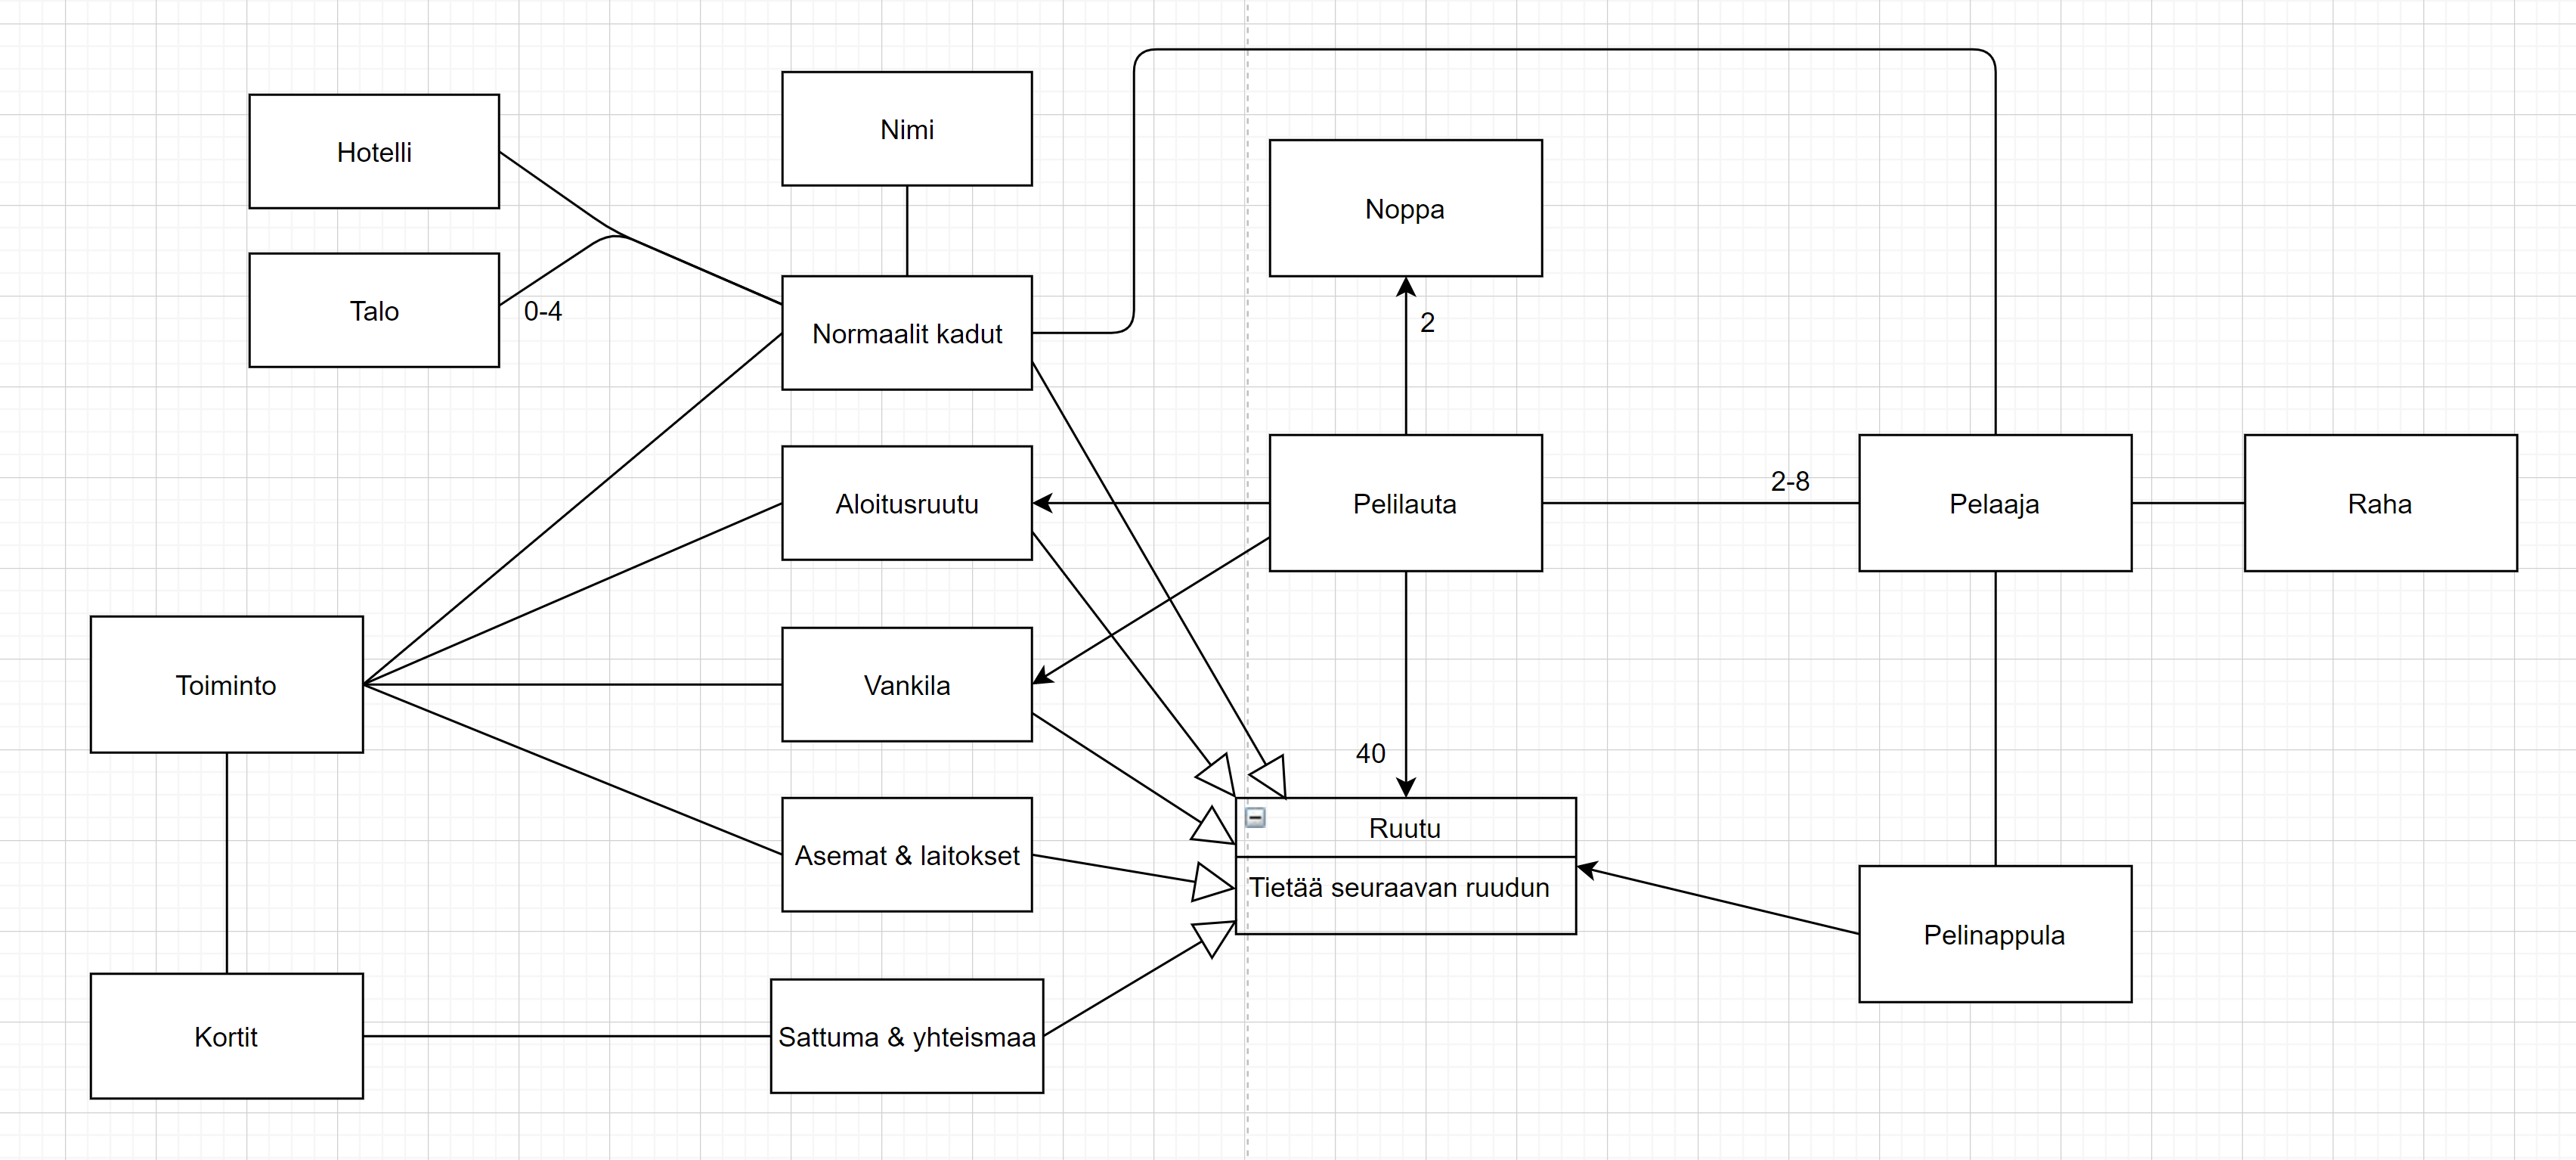 Nimi
Hotelli
Noppa
Talo
0-4
2
Normaalit kadut
2-8
Aloitusruutu
Pelilauta
Pelaaja
Raha
Toiminto
Vankila
40
Ruutu
Asemat & laitokset
Tietää seuraavan ruudun
Pelinappula
Kortit
Sattuma & yhteismaa